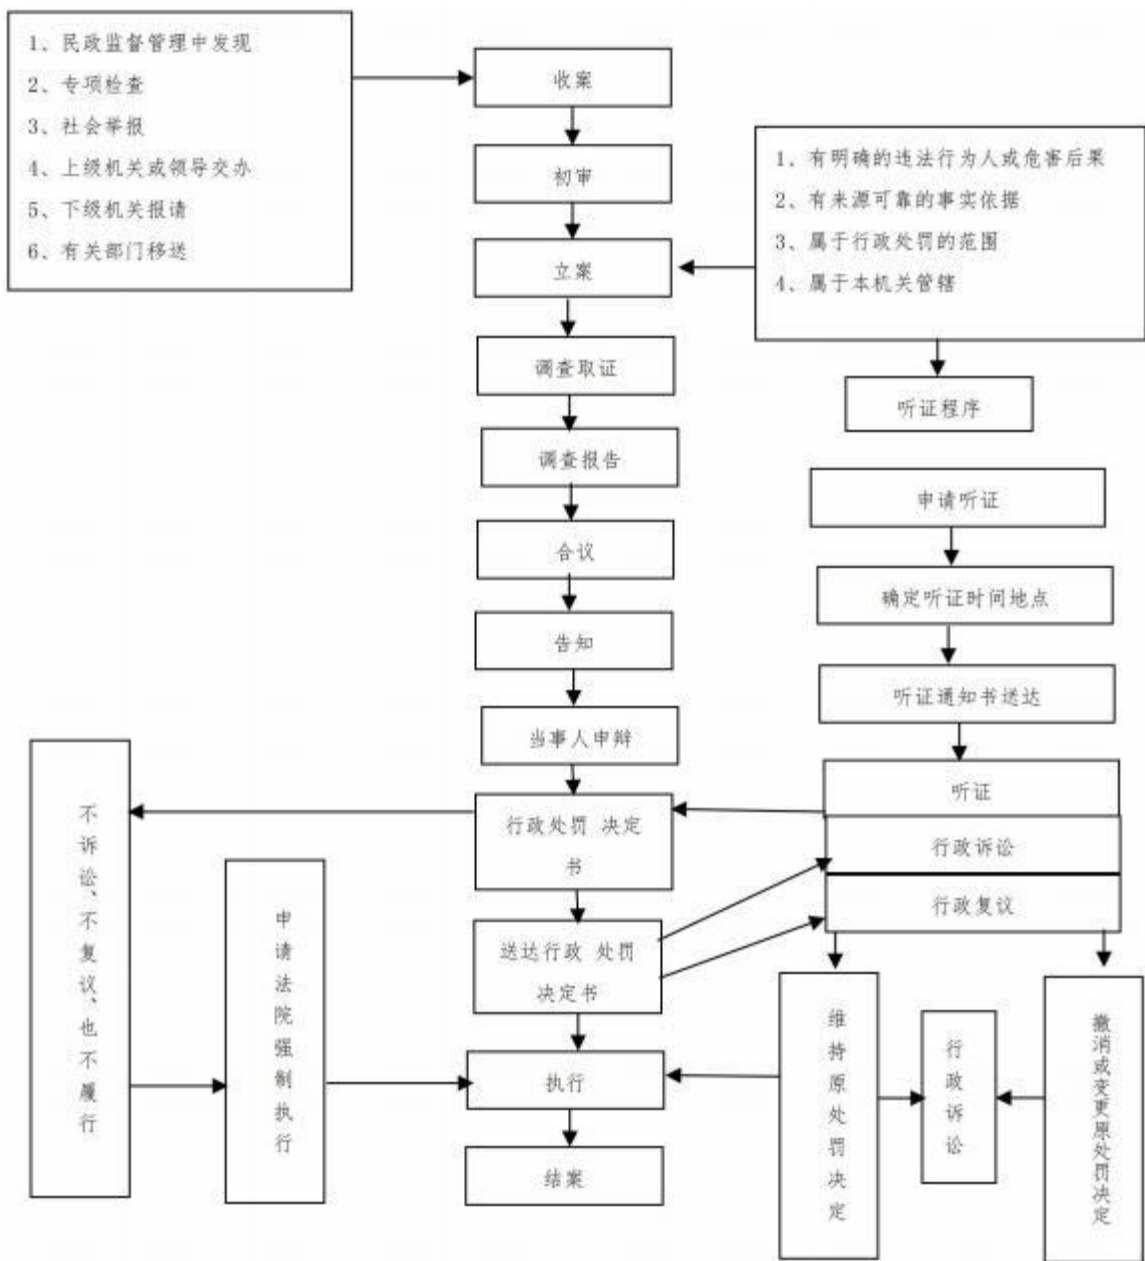 1、民政监督管理中发现
2、专项检查
3、社会举报
4、上级机关或领导交办
5、下级机关报请
6、有关部门移送
收案
初审
立案
1、有明确的违法行为人或危害后果
2、有来源可靠的事实依据
3、属于行政处罚的范围
4、属于本机关管辖
调查取证
听证程序
调查报告
申请听证
合议
确定听证时间地点
告知
听证通知书送达
当事人申辩
听证
行政处罚 决定
书
行政诉讼
行政复议
送达行政 处罚
决定书
不诉讼、不复议、也不履行
申请法院强制执行
执行
结案
维持原处罚决定
行政诉讼
撤消或变更原处罚决定